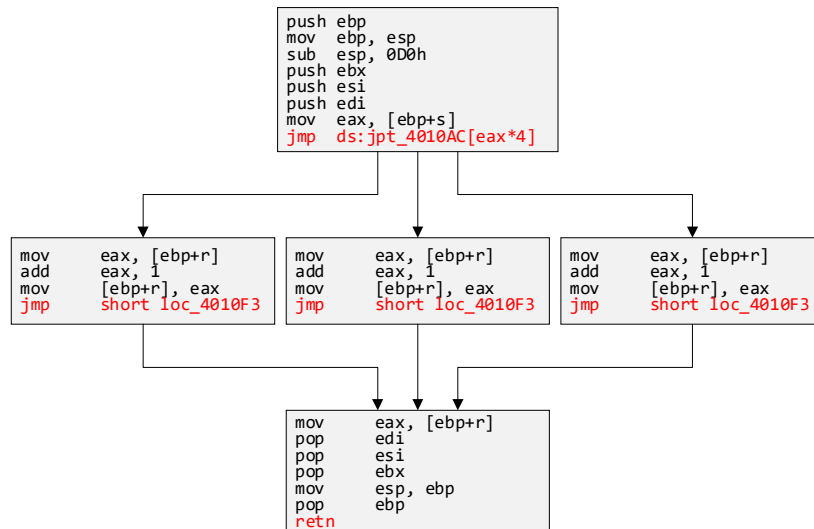 push ebp
mov  ebp, esp
sub  esp, 0D0h
push ebx
push esi
push edi
mov  eax, [ebp+s]
jmp  ds:jpt_4010AC[eax*4]
mov     eax, [ebp+r]
add     eax, 1
mov     [ebp+r], eax
jmp     short loc_4010F3
mov     eax, [ebp+r]
add     eax, 1
mov     [ebp+r], eax
jmp     short loc_4010F3
mov     eax, [ebp+r]
add     eax, 1
mov     [ebp+r], eax
jmp     short loc_4010F3
mov     eax, [ebp+r]
pop     edi
pop     esi
pop     ebx
mov     esp, ebp
pop     ebp
retn